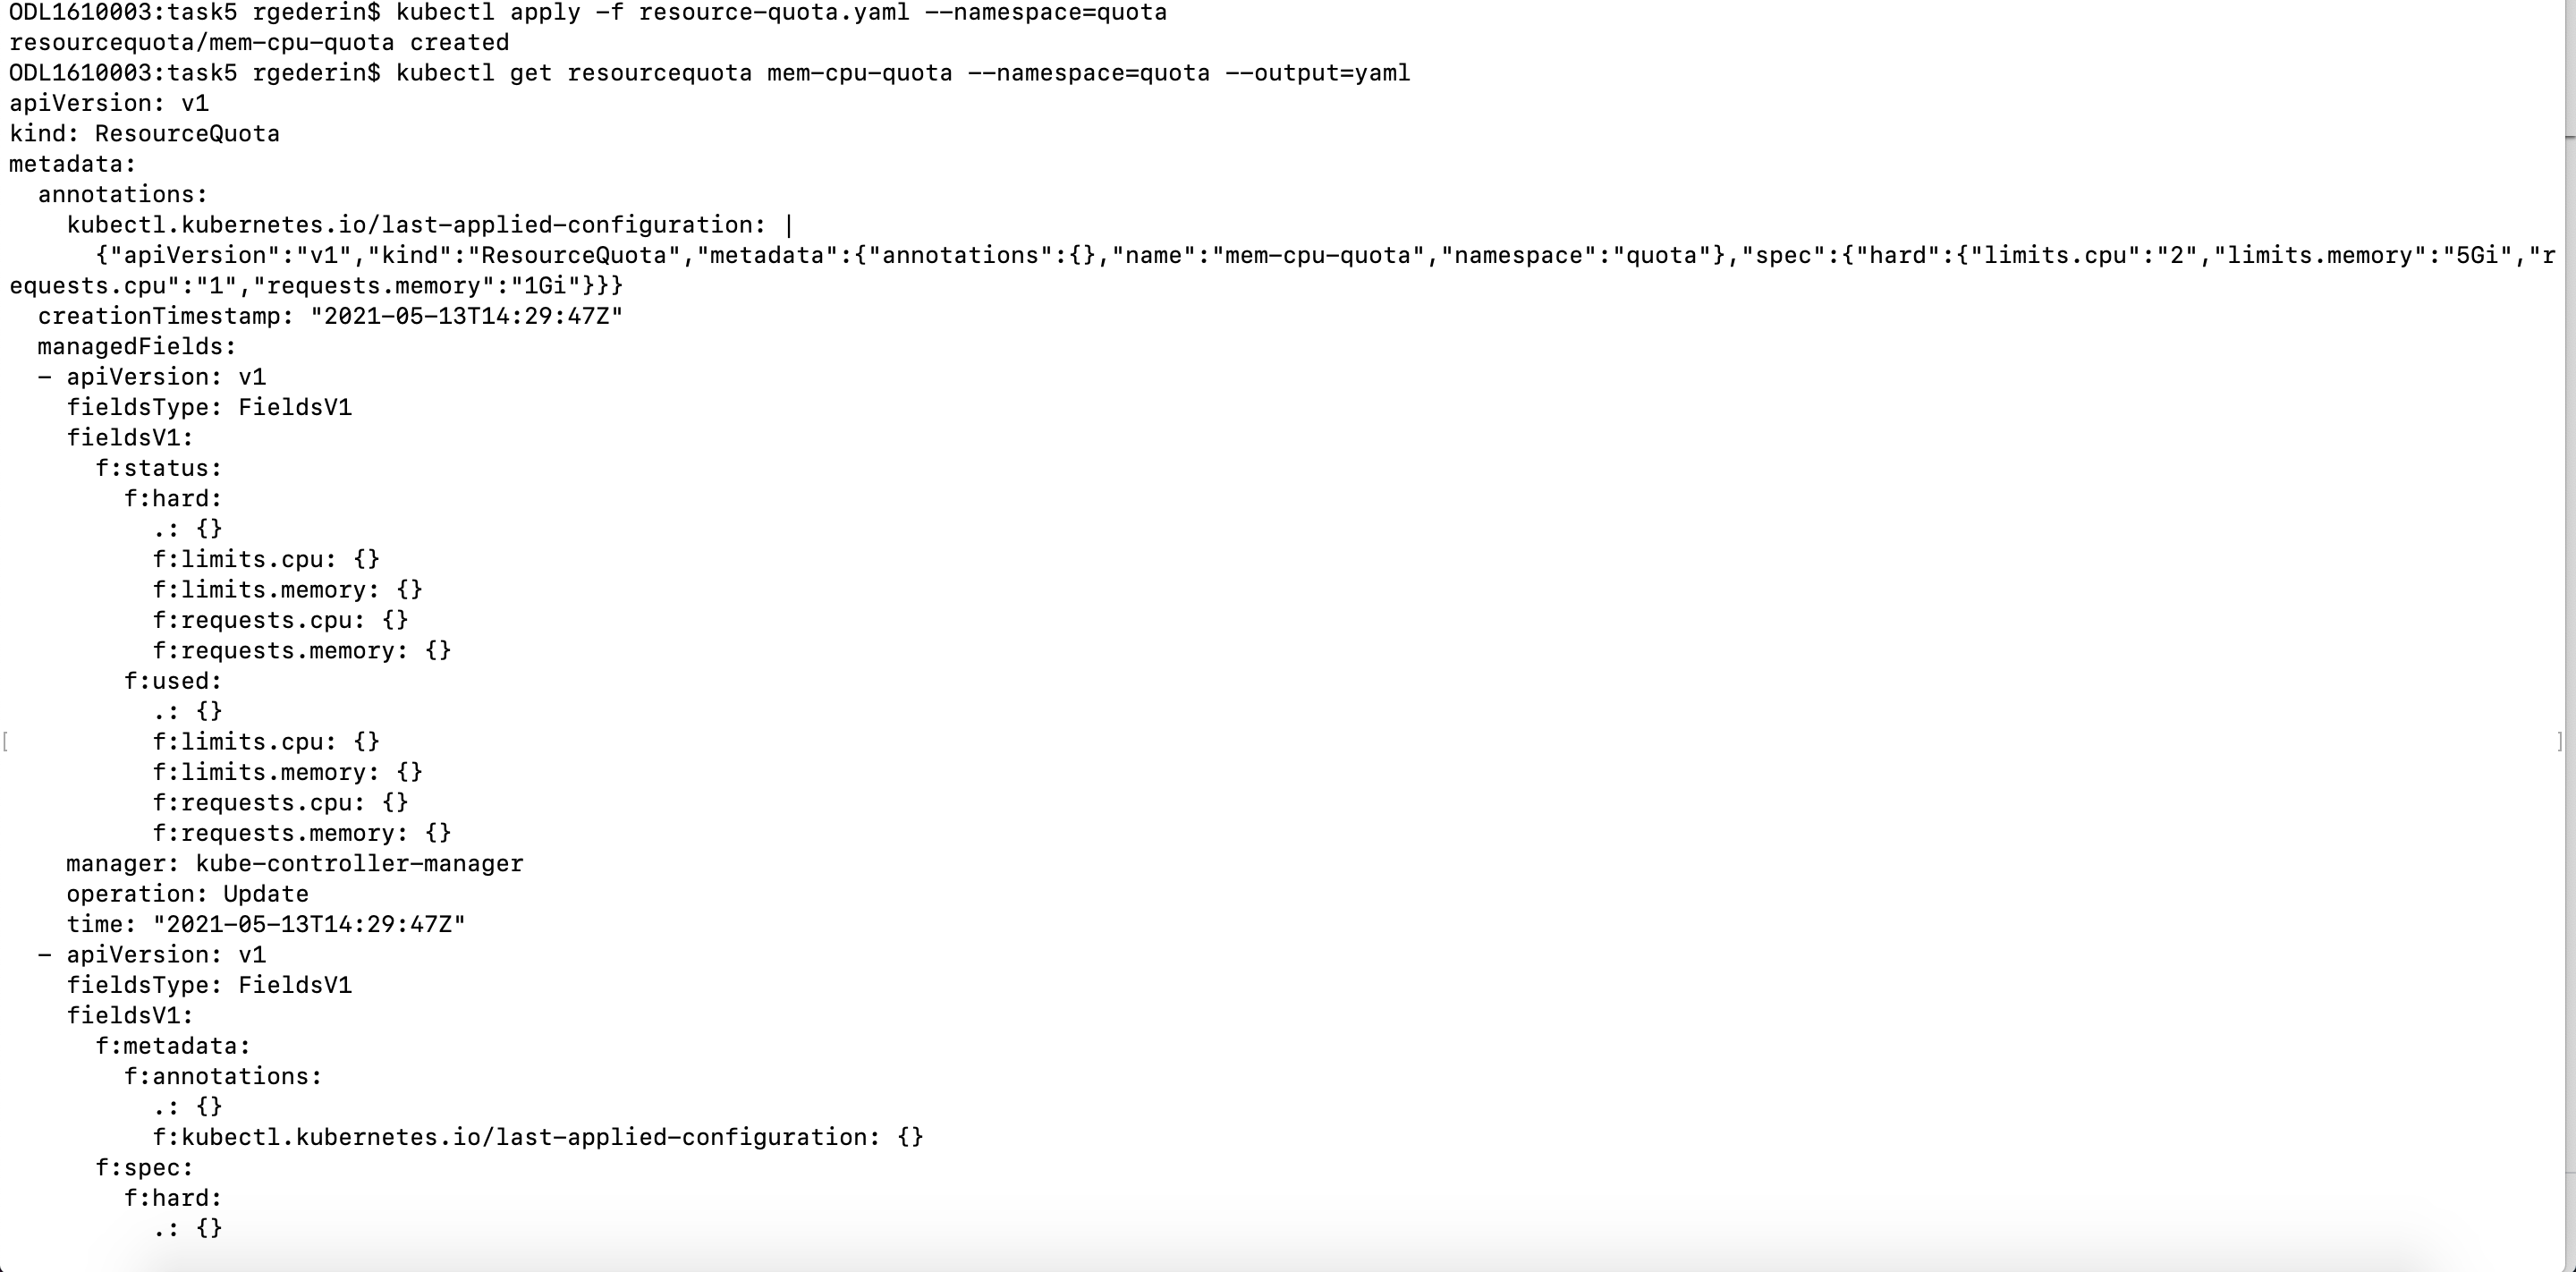 ODL1610003:task5 rgederin$ kubectl apply -f resource-quota.yaml --namespace=quota
resourcequota/mem-cpu-quota created
ODL1610003:task5 rgederin$ kubectl get resourcequota mem-cpu-quota --namespace=quota --output=yaml
apiVersion: v1
kind: ResourceQuota
metadata:
  annotations:
    kubectl.kubernetes.io/last-applied-configuration: |
      {"apiVersion":"v1","kind":"ResourceQuota","metadata":{"annotations":{},"name":"mem-cpu-quota","namespace":"quota"},"spec":{"hard":{"limits.cpu":"2","limits.memory":"5Gi","r
equests.cpu":"1","requests.memory":"1Gi"}}}
  creationTimestamp: "2021-05-13T14:29:47Z"
  managedFields:
  - apiVersion: v1
    fieldsType: FieldsV1
    fieldsV1:
      f:status:
        f:hard:
          .: {}
          f:limits.cpu: {}
          f:limits.memory: {}
          f:requests.cpu: {}
          f:requests.memory: {}
        f:used:
          .: {}
[         f:limits.cpu: {} ]
          f:limits.memory: {}
          f:requests.cpu: {}
          f:requests.memory: {}
    manager: kube-controller-manager
    operation: Update
    time: "2021-05-13T14:29:47Z"
  - apiVersion: v1
    fieldsType: FieldsV1
    fieldsV1:
      f:metadata:
        f:annotations:
          .: {}
          f:kubectl.kubernetes.io/last-applied-configuration: {}
      f:spec:
        f:hard:
          .: {}